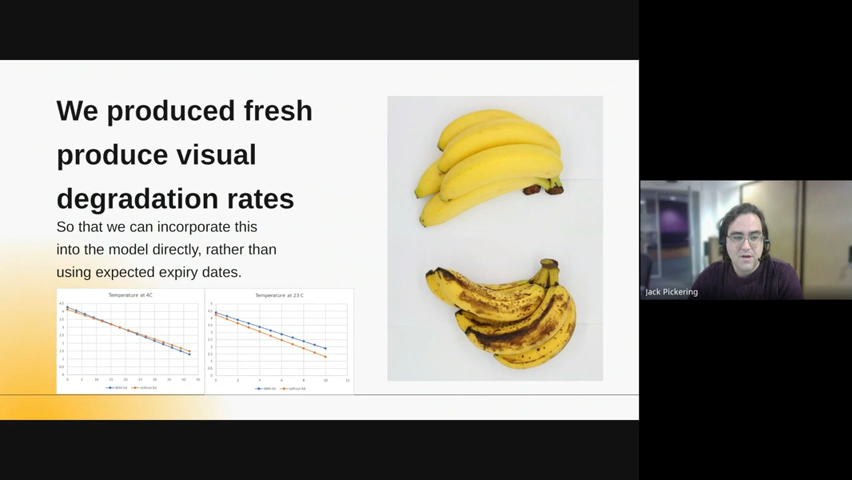 We produced fresh
produce visual
degradation rates
So that we can incorporate this
into the model directly, rather than
using expected expiry dates.
Temperature at 4C
Temperature at 23 C
Jack Pickering